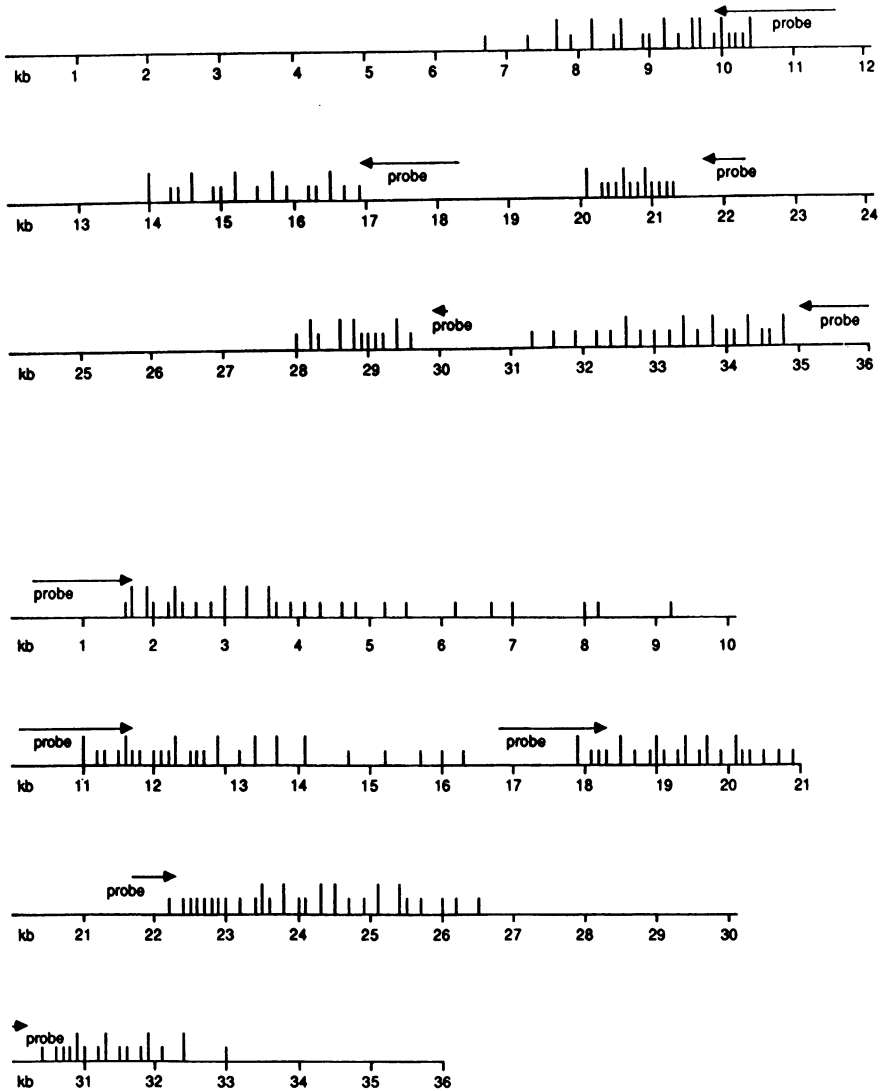 probe
kb 1 2 3 4 5 6 7 8 9 10 11 12
probe probe
13 14 15 16 17 18 19 20 21 22 23 24
probe probe
kb 25 26 27 28 29 30 31 32 33 34 35 36
probe
kb 1 2 3 4 5 6 7 8 9 10
probe probe
kb 11 12 13 14 15 16 17 18 19 20 21
probe
kb 21 22 23 24 25 26 27 28 29 30
probe
kb 31 32 33 34 35 36